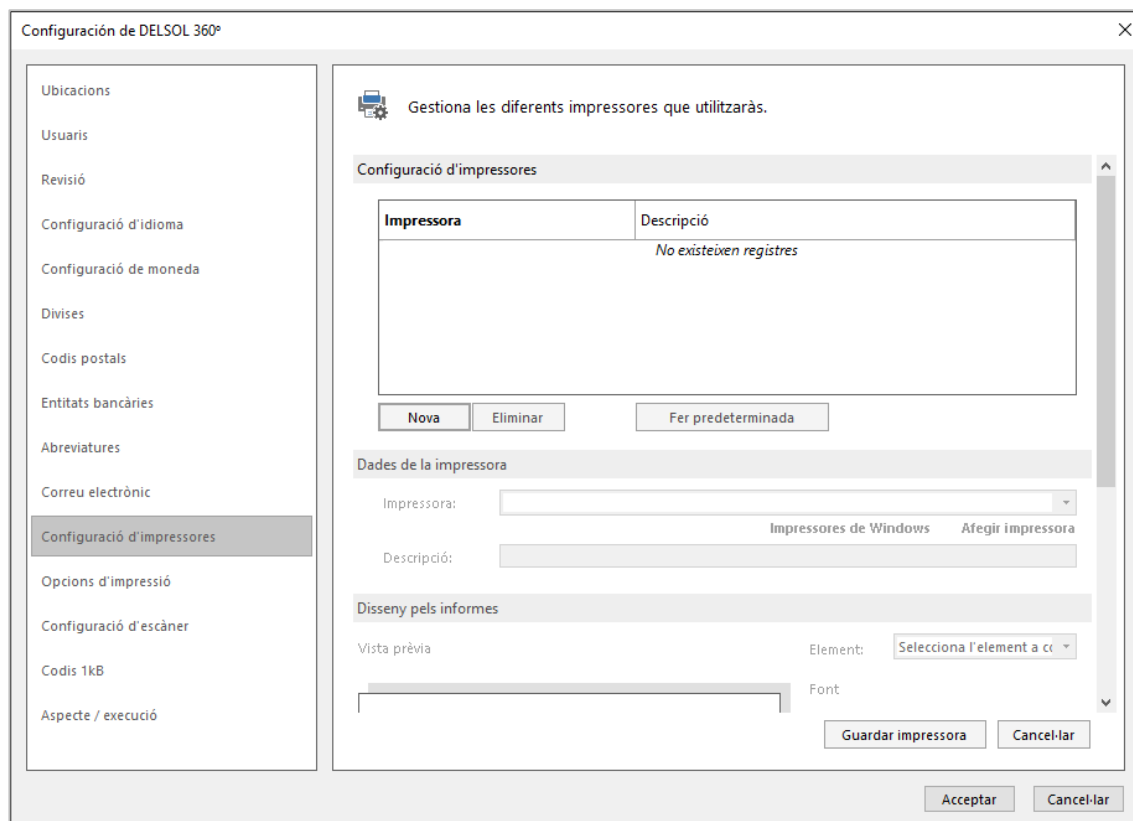 Configuración de DELSOL 360º
Ubicacions
Usuaris
Revisió
Configuració d'idioma
Configuració de moneda
Divises
Codis postals
Entitats bancàries
Abreviatures
Correu electrònic
Configuració d'impressores
Opcions d'impressió
Configuració d'escàner
Codis 1kB
Aspecte / execució
Gestiona les diferents impressores que utilitzaràs.
Configuració d'impressores
Impressora Descripció
No existeixen registres
Nova Eliminar Fer predeterminada
Dades de la impressora
Impressora:
Impressores de Windows Afegir impressora
Descripció:
Disseny pels informes
Vista prèvia Element: Selecciona l'element a
Font
Guardar impressora Cancel·lar
Acceptar Cancel·lar